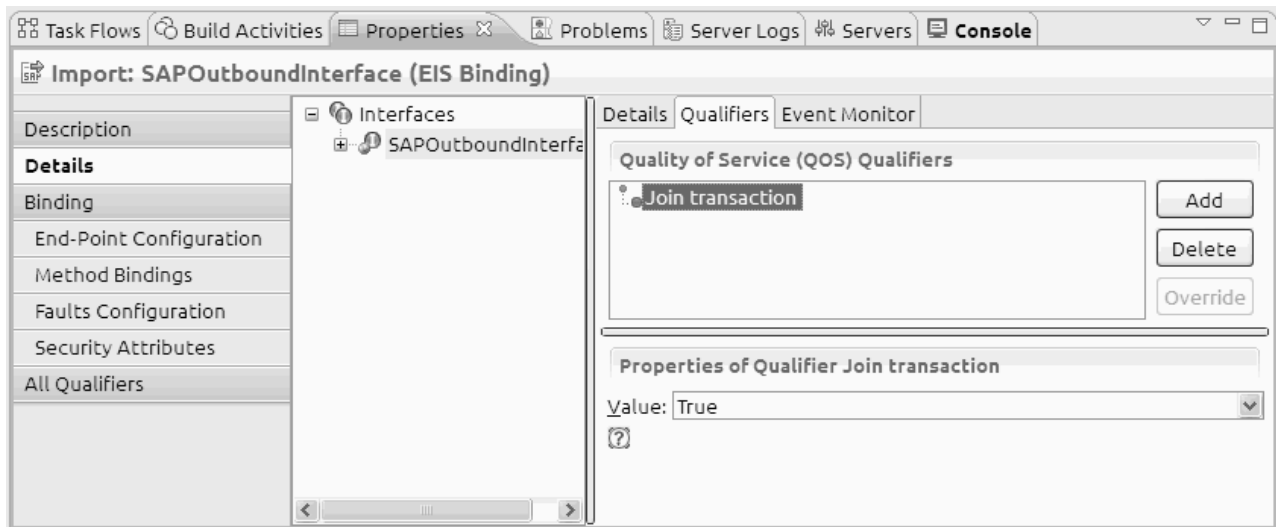 Task Flows Build Activities Properties Problems Server Logs Servers Console
Import: SAPOutboundInterface (EIS Binding)
Description
Details
Binding
End-Point Configuration
Method Bindings
Faults Configuration
Security Attributes
All Qualifiers
Interfaces
SAPOutboundInterfa
Details Qualifiers Event Monitor
Quality of Service (QOS) Qualifiers
Join transaction
Add
Delete
Override
Properties of Qualifier Join transaction
Value: True